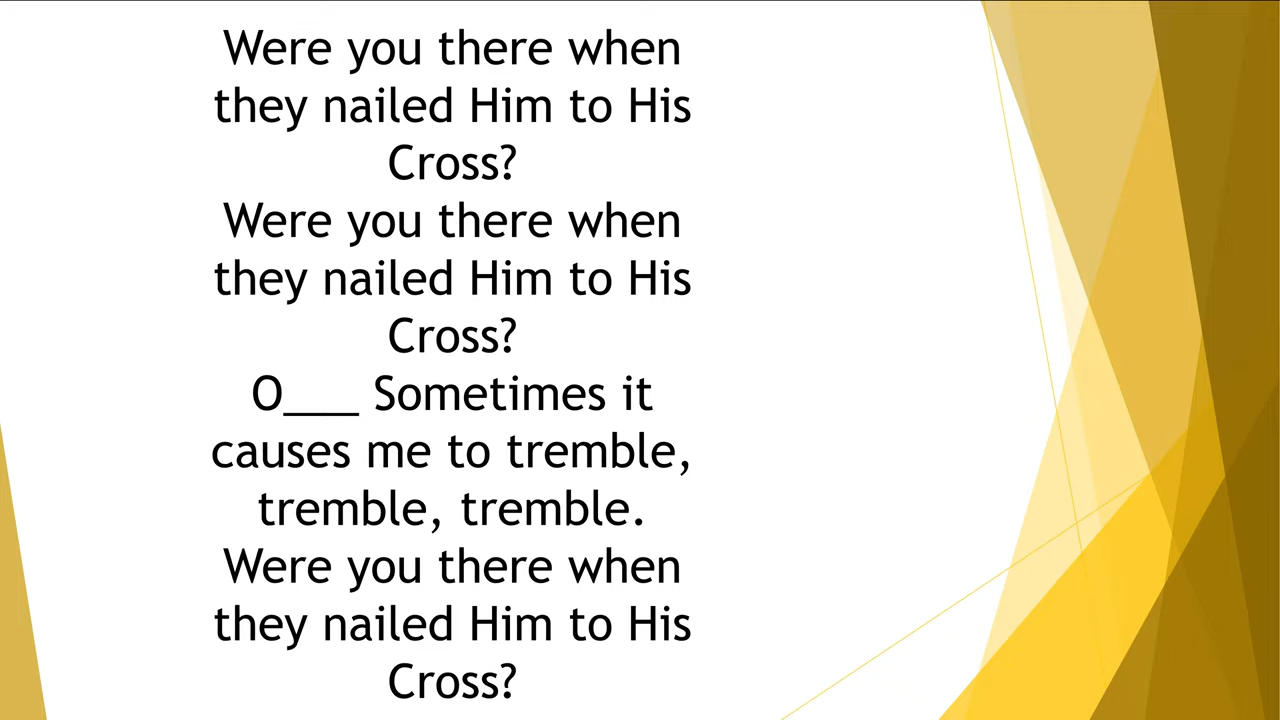 Were you there when
they nailed Him to His
Cross?
Were you there when
they nailed Him to His
Cross?
O___ Sometimes it
causes me to tremble,
tremble, tremble.
Were you there when
they nailed Him to His
Cross?